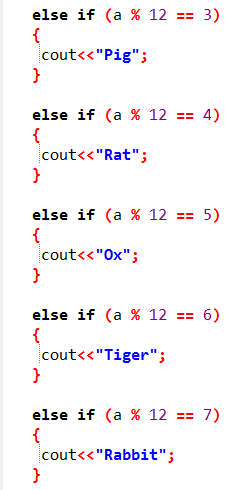 else if (a % 12 == 3)
{
cout<<"Pig";
}
else if (a % 12 == 4)
{
cout<<"Rat";
}
else if (a % 12 == 5)
{
cout<<"Ox";
}
else if (a % 12 == 6)
{
cout<<"Tiger";
}
else if (a % 12 == 7)
{
cout<<"Rabbit";
}